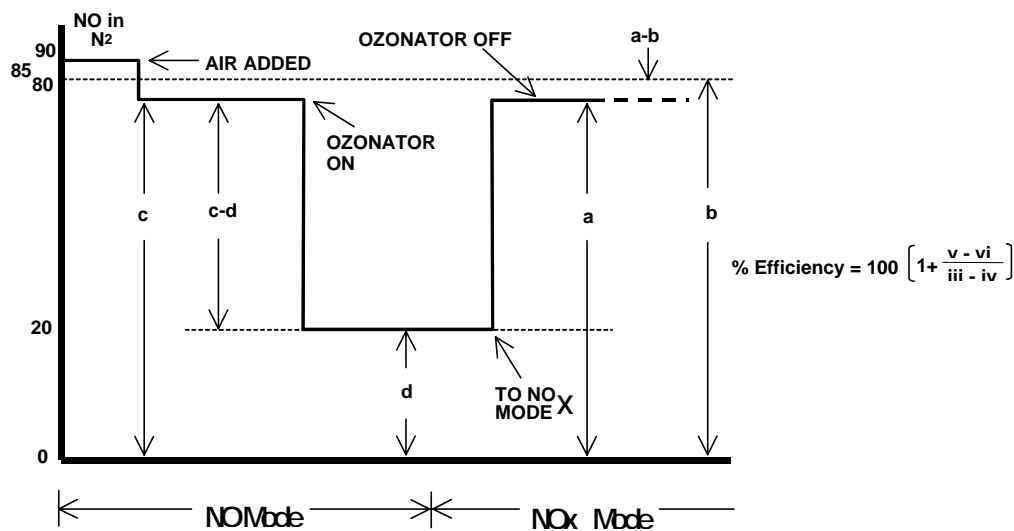 NO in
N2
90
85
80
AIR ADDED
OZONATOR OFF
a-b
OZONATOR
ON
c
c-d
a
b
% Efficiency = 100 [1+ v - vi
iii - iv]
20
d
TO NO X
MODE
0
NO Mode
NOx Mode